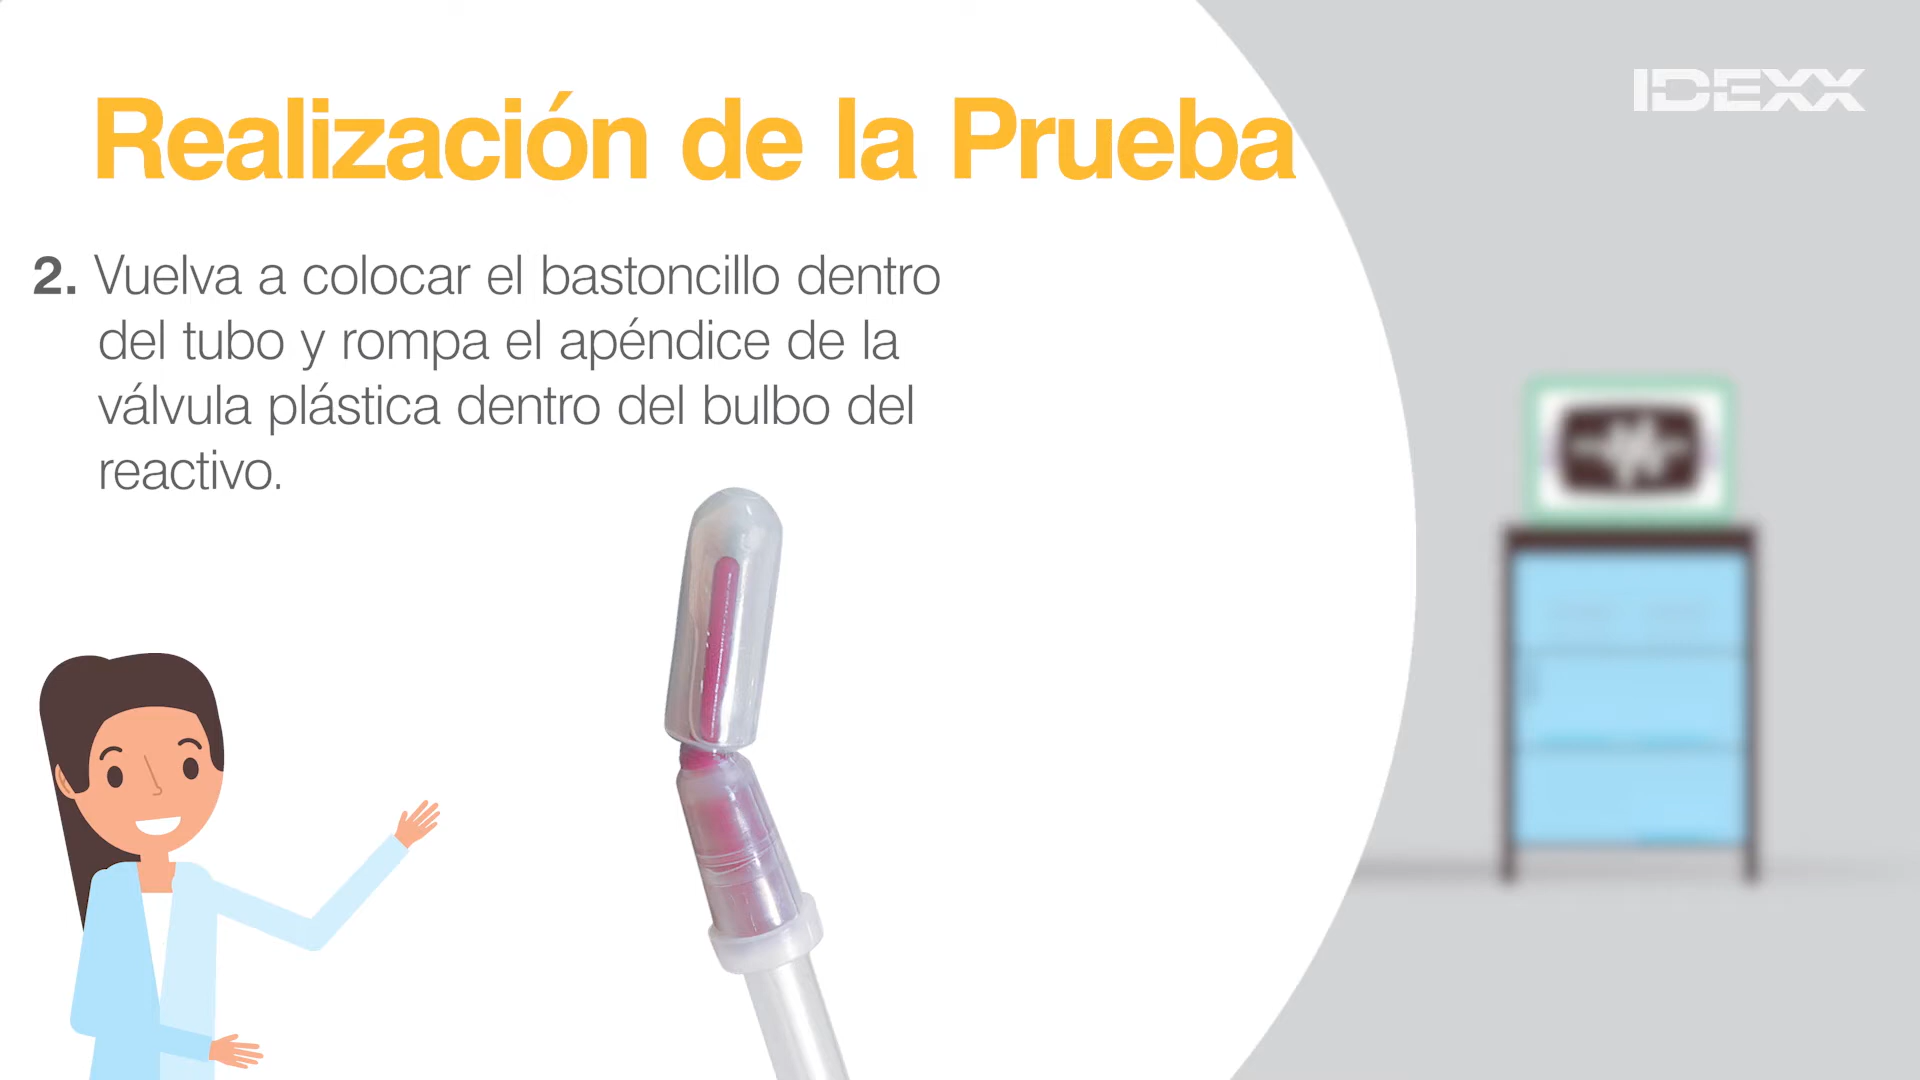 IDEXX
Realización de la Prueba
2. Vuelva a colocar el bastoncillo dentro
del tubo y rompa el apéndice de la
válvula plástica dentro del bulbo del
reactivo.